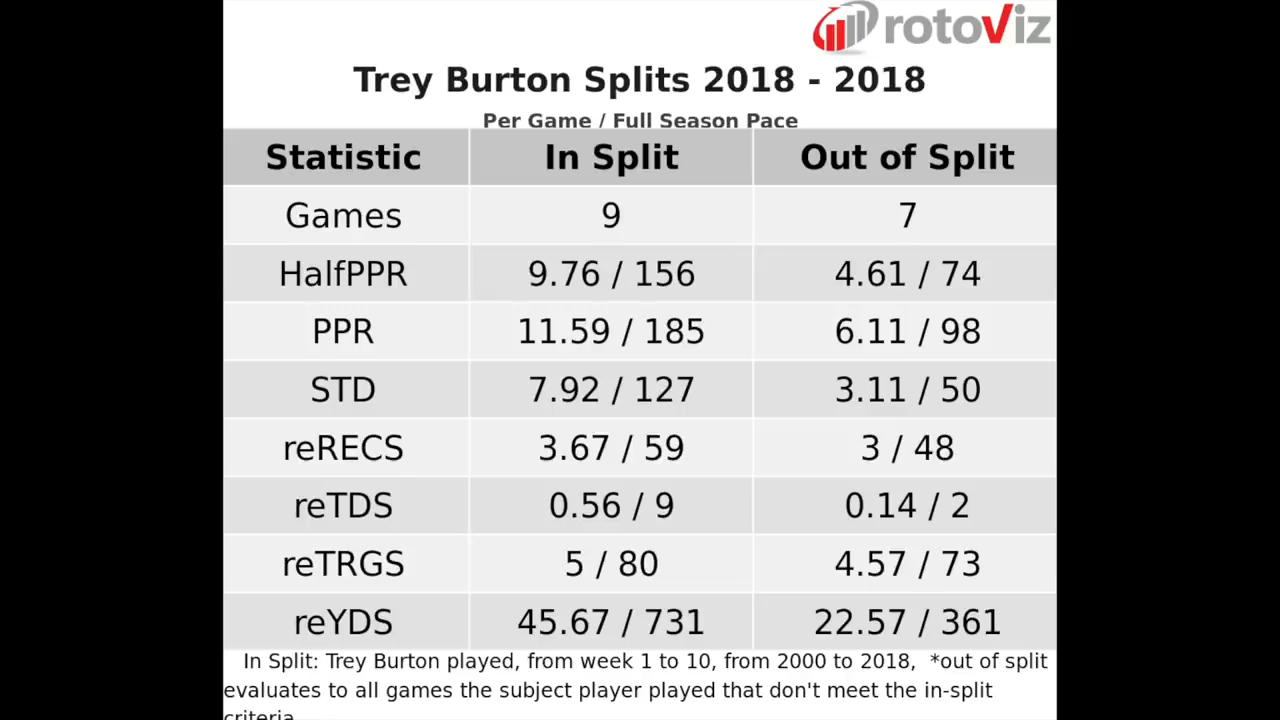 rotoViz
Trey Burton Splits 2018 - 2018
Per Game / Full Season Pace
Statistic In Split Out of Split
Games 9 7
HalfPPR 9.76 / 156 4.61 / 74
PPR 11.59 / 185 6.11 / 98
STD 7.92 / 127 3.11 / 50
reRECS 3.67 / 59 3 / 48
reTDS 0.56 / 9 0.14 / 2
reTRGS 5 / 80 4.57 / 73
reYDS 45.67 / 731 22.57 / 361
In Split: Trey Burton played, from week 1 to 10, from 2000 to 2018, *out of split
evaluates to all games the subject player played that don't meet the in-split
criteria